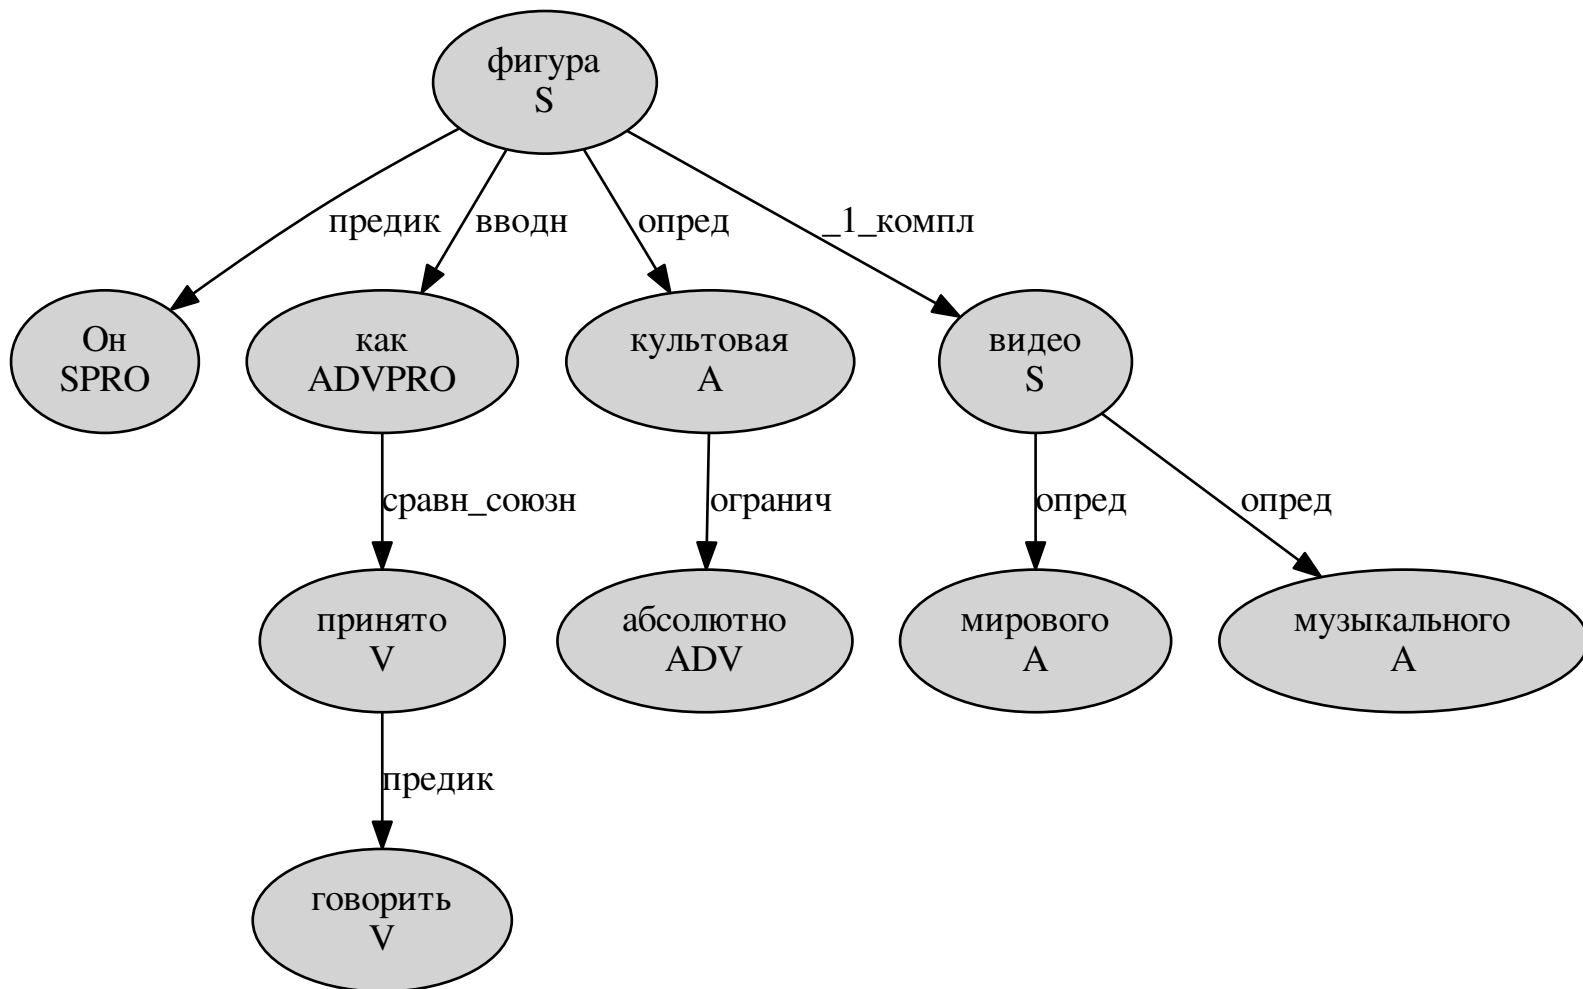 фигура
S
предик
вводн
опред
_1_компл
Он
SPRO
как
ADVPRO
культовая
A
видео
S
сравн_союзн
огранич
опред
опред
принято
V
абсолютно
ADV
мирового
A
музыкального
A
предик
говорить
V